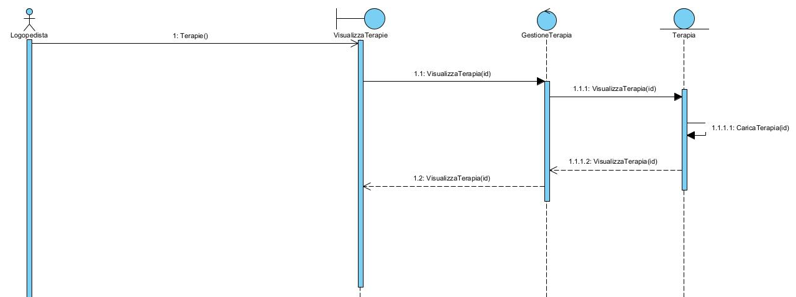 Logopedista
VisualizzaTerapie
GestioneTerapia
Terapia
1: Terapie()
1.1: VisualizzaTerapia(id)
1.1.1: VisualizzaTerapia(id)
1.1.1.1: CaricaTerapia(id)
1.1.1.2: VisualizzaTerapia(id)
1.2: VisualizzaTerapia(id)